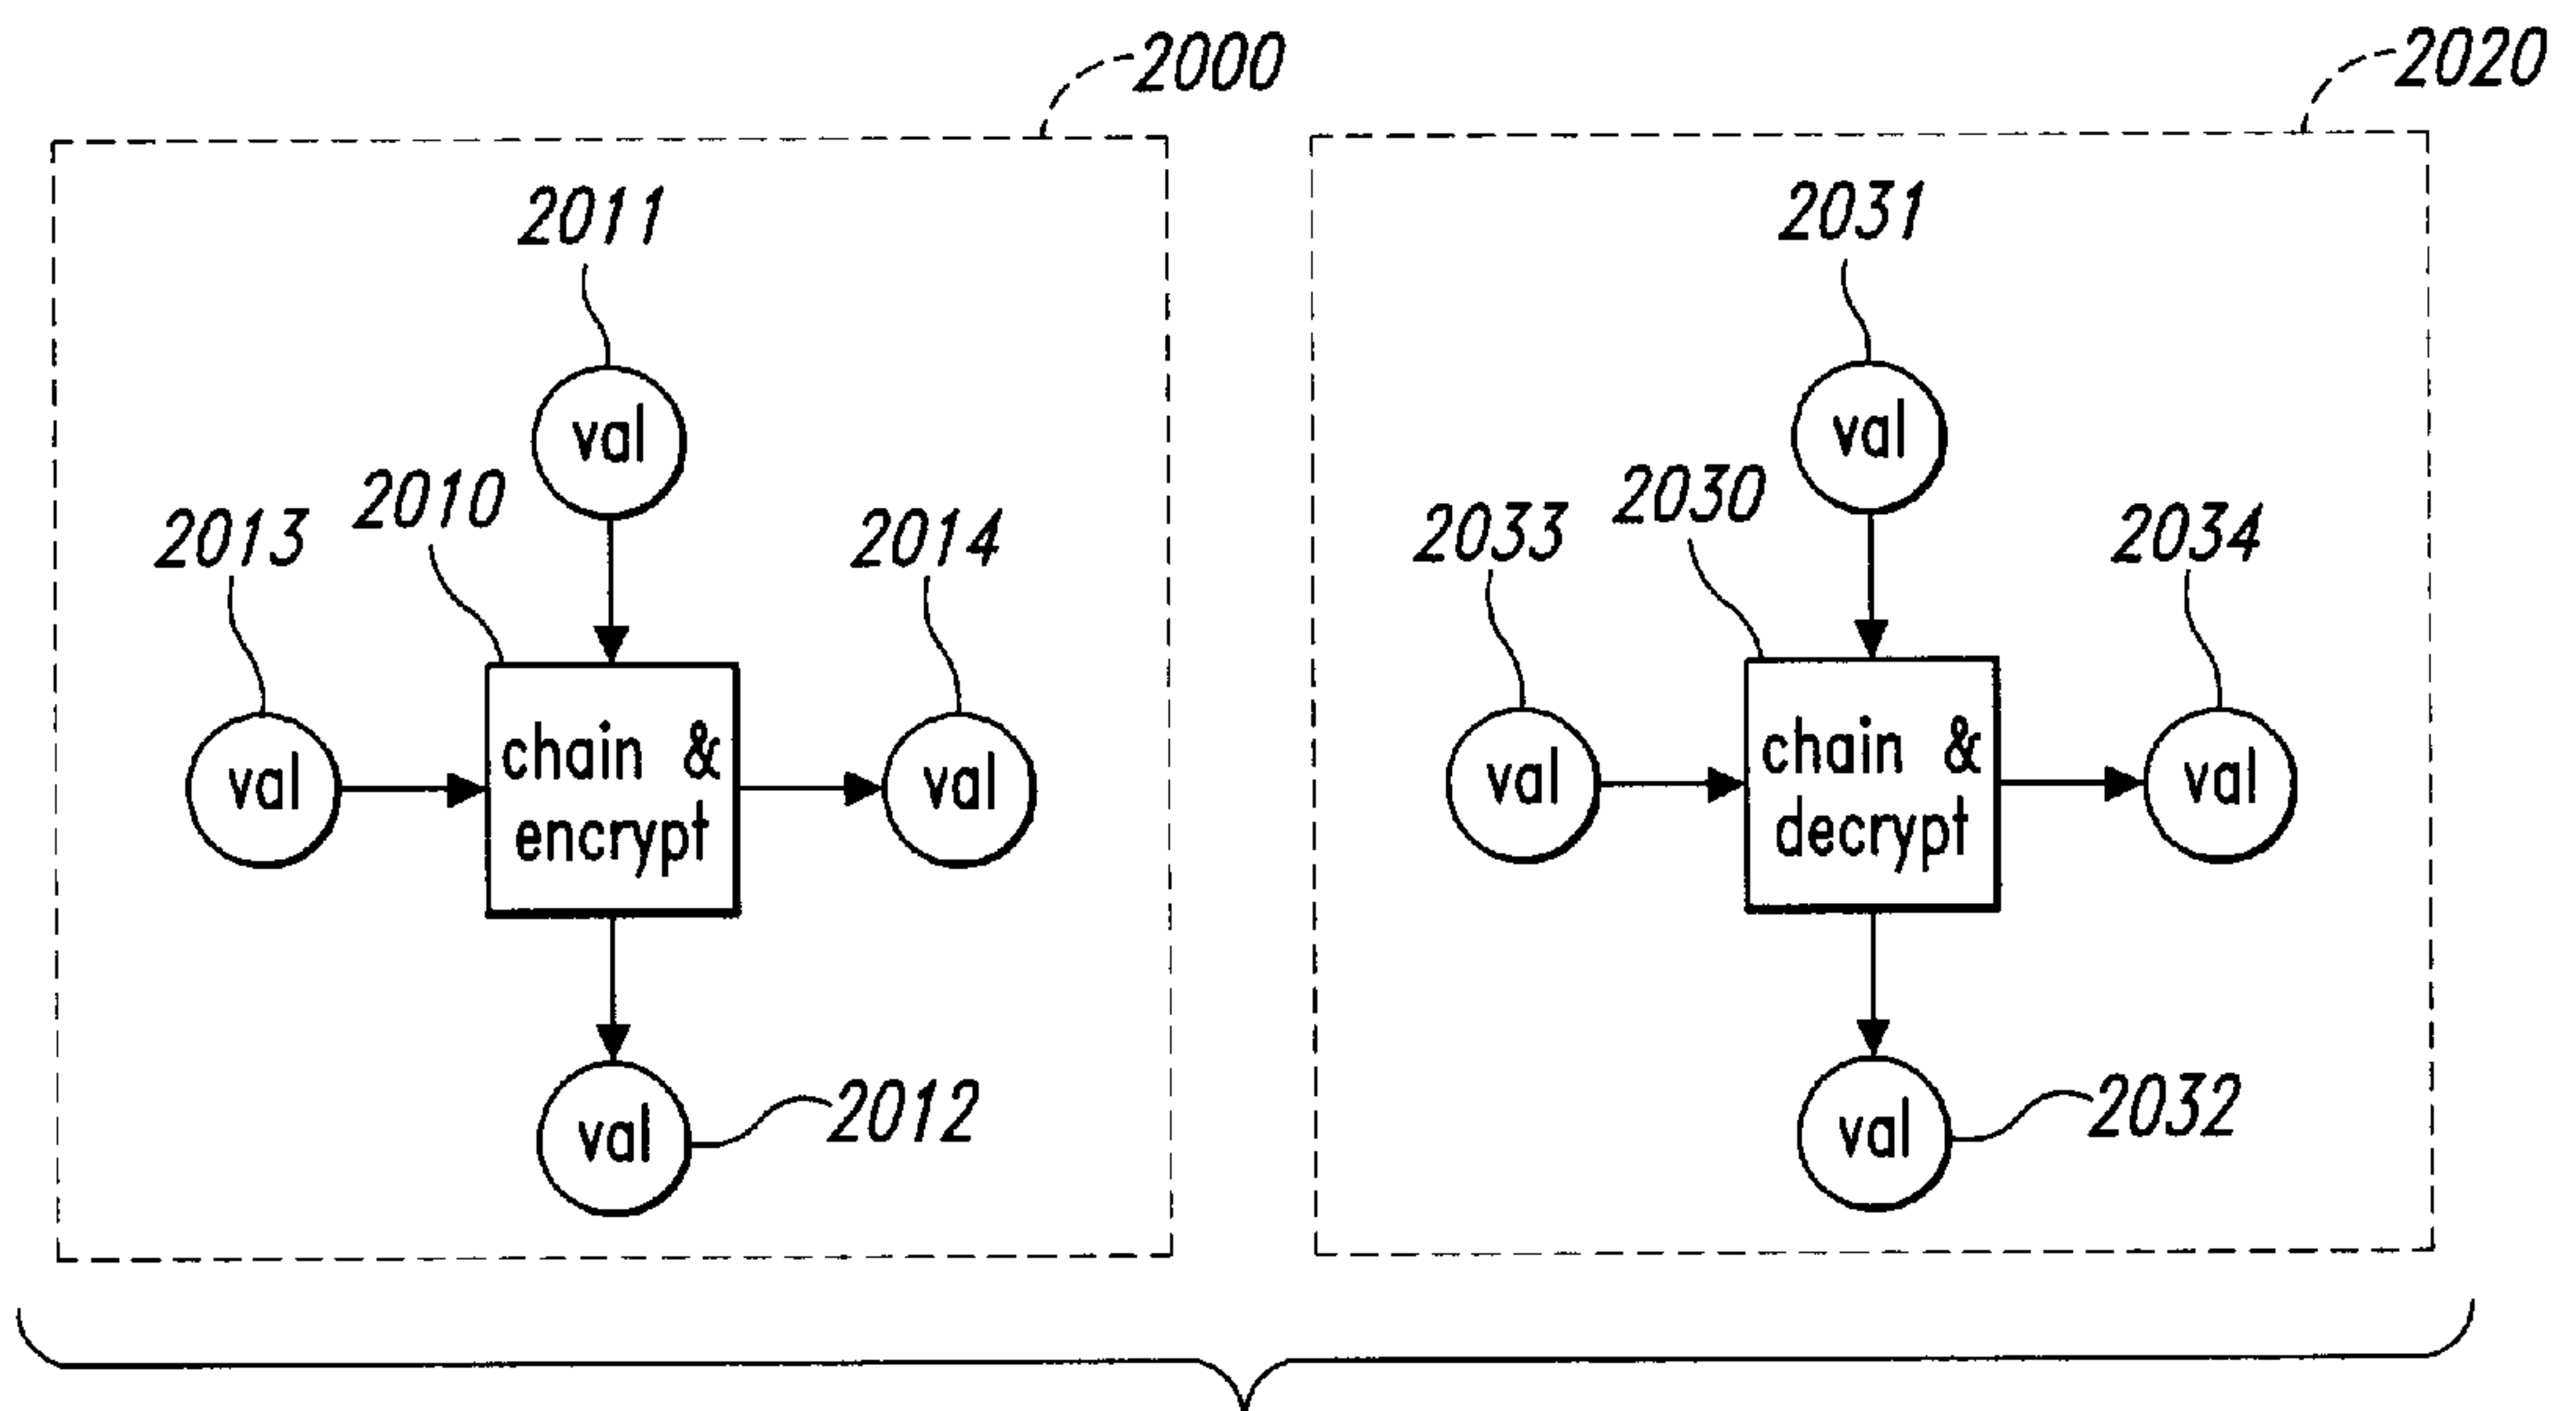 2000
2011
val
2013
2010
2014
val
chain &
encrypt
val
val
2012
2020
2031
val
2033
2030
2034
val
chain &
decrypt
val
val
2032